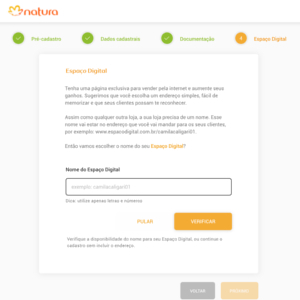 natura
Pré-cadastro
Dados cadastrais
Documentação
Espaço Digital
Espaço Digital
Tenha uma página exclusiva para vender pela internet e aumente seus
ganhos. Sugerimos que você escolha um endereço simples, fácil de
memorizar e que seus clientes possam te reconhecer.
Assim como qualquer outra loja, a sua loja precisa de um nome. Esse
nome vai estar no endereço que você vai mandar para os seus clientes,
por exemplo: www.espacodigital.com.br/camilacaligari01.
Então vamos escolher o nome do seu Espaço Digital?
Nome do Espaço Digital
exemplo: camilacaligari01
Dica: utilize apenas letras e números
PULAR
VERIFICAR
Verifique a disponibilidade do nome para seu Espaço Digital, ou continue o
cadastro sem incluir o endereço.
VOLTAR
PRÓXIMO